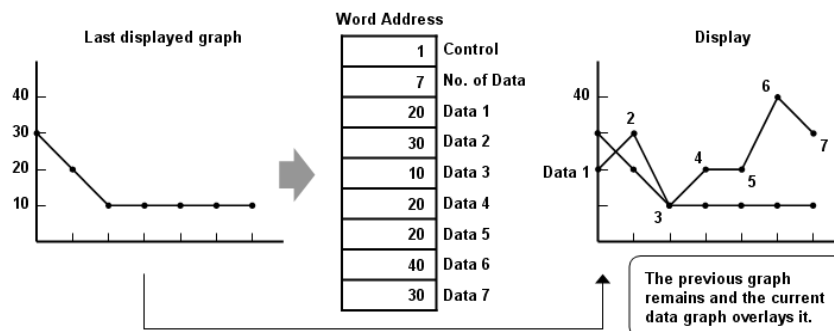 Word Address
Last displayed graph
40
30
20
10
1 Control
7 No. of Data
20 Data 1
30 Data 2
10 Data 3
20 Data 4
20 Data 5
40 Data 6
30 Data 7
Display
40
Data 1
2
3
4
5
6
7
The previous graph
remains and the current
data graph overlays it.